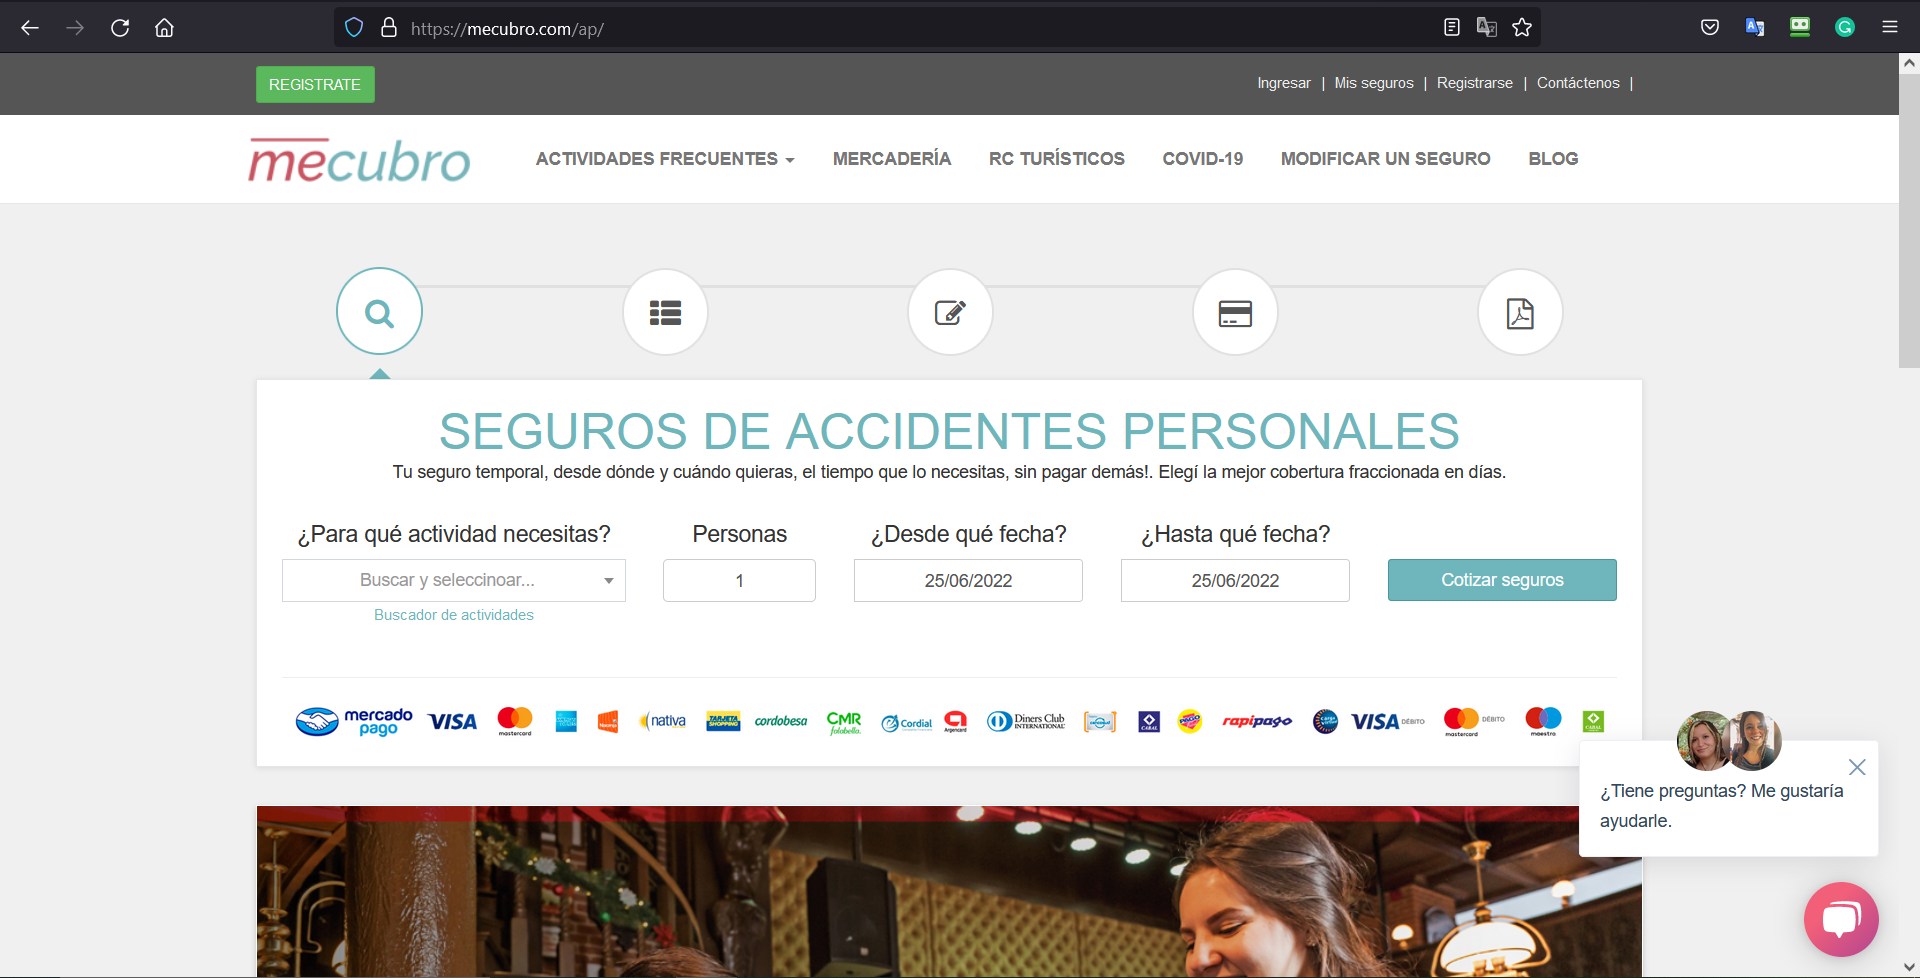 https://mecubro.com/ap/
REGISTRATE
Ingresar | Mis seguros | Registrarse | Contáctenos |
mecubro
ACTIVIDADES FRECUENTES
MERCADERÍA
RC TURÍSTICOS
COVID-19
MODIFICAR UN SEGURO
BLOG
SEGUROS DE ACCIDENTES PERSONALES
Tu seguro temporal, desde dónde y cuándo quieras, el tiempo que lo necesitas, sin pagar demás!. Elegí la mejor cobertura fraccionada en días.
¿Para qué actividad necesitas?
Personas
¿Desde qué fecha?
¿Hasta qué fecha?
Buscar y seleccinoar...
1
25/06/2022
25/06/2022
Cotizar seguros
Buscador de actividades
mercado pago
VISA
mastercard
nativa
TARJETA SHOPPING
cordobesa
CMR falabella
Cordial
Argencard
Diners Club INTERNATIONAL
CABAL
rapipago
VISA DÉBITO
mastercard DÉBITO
maestro
CABAL
¿Tiene preguntas? Me gustaría
ayudarle.